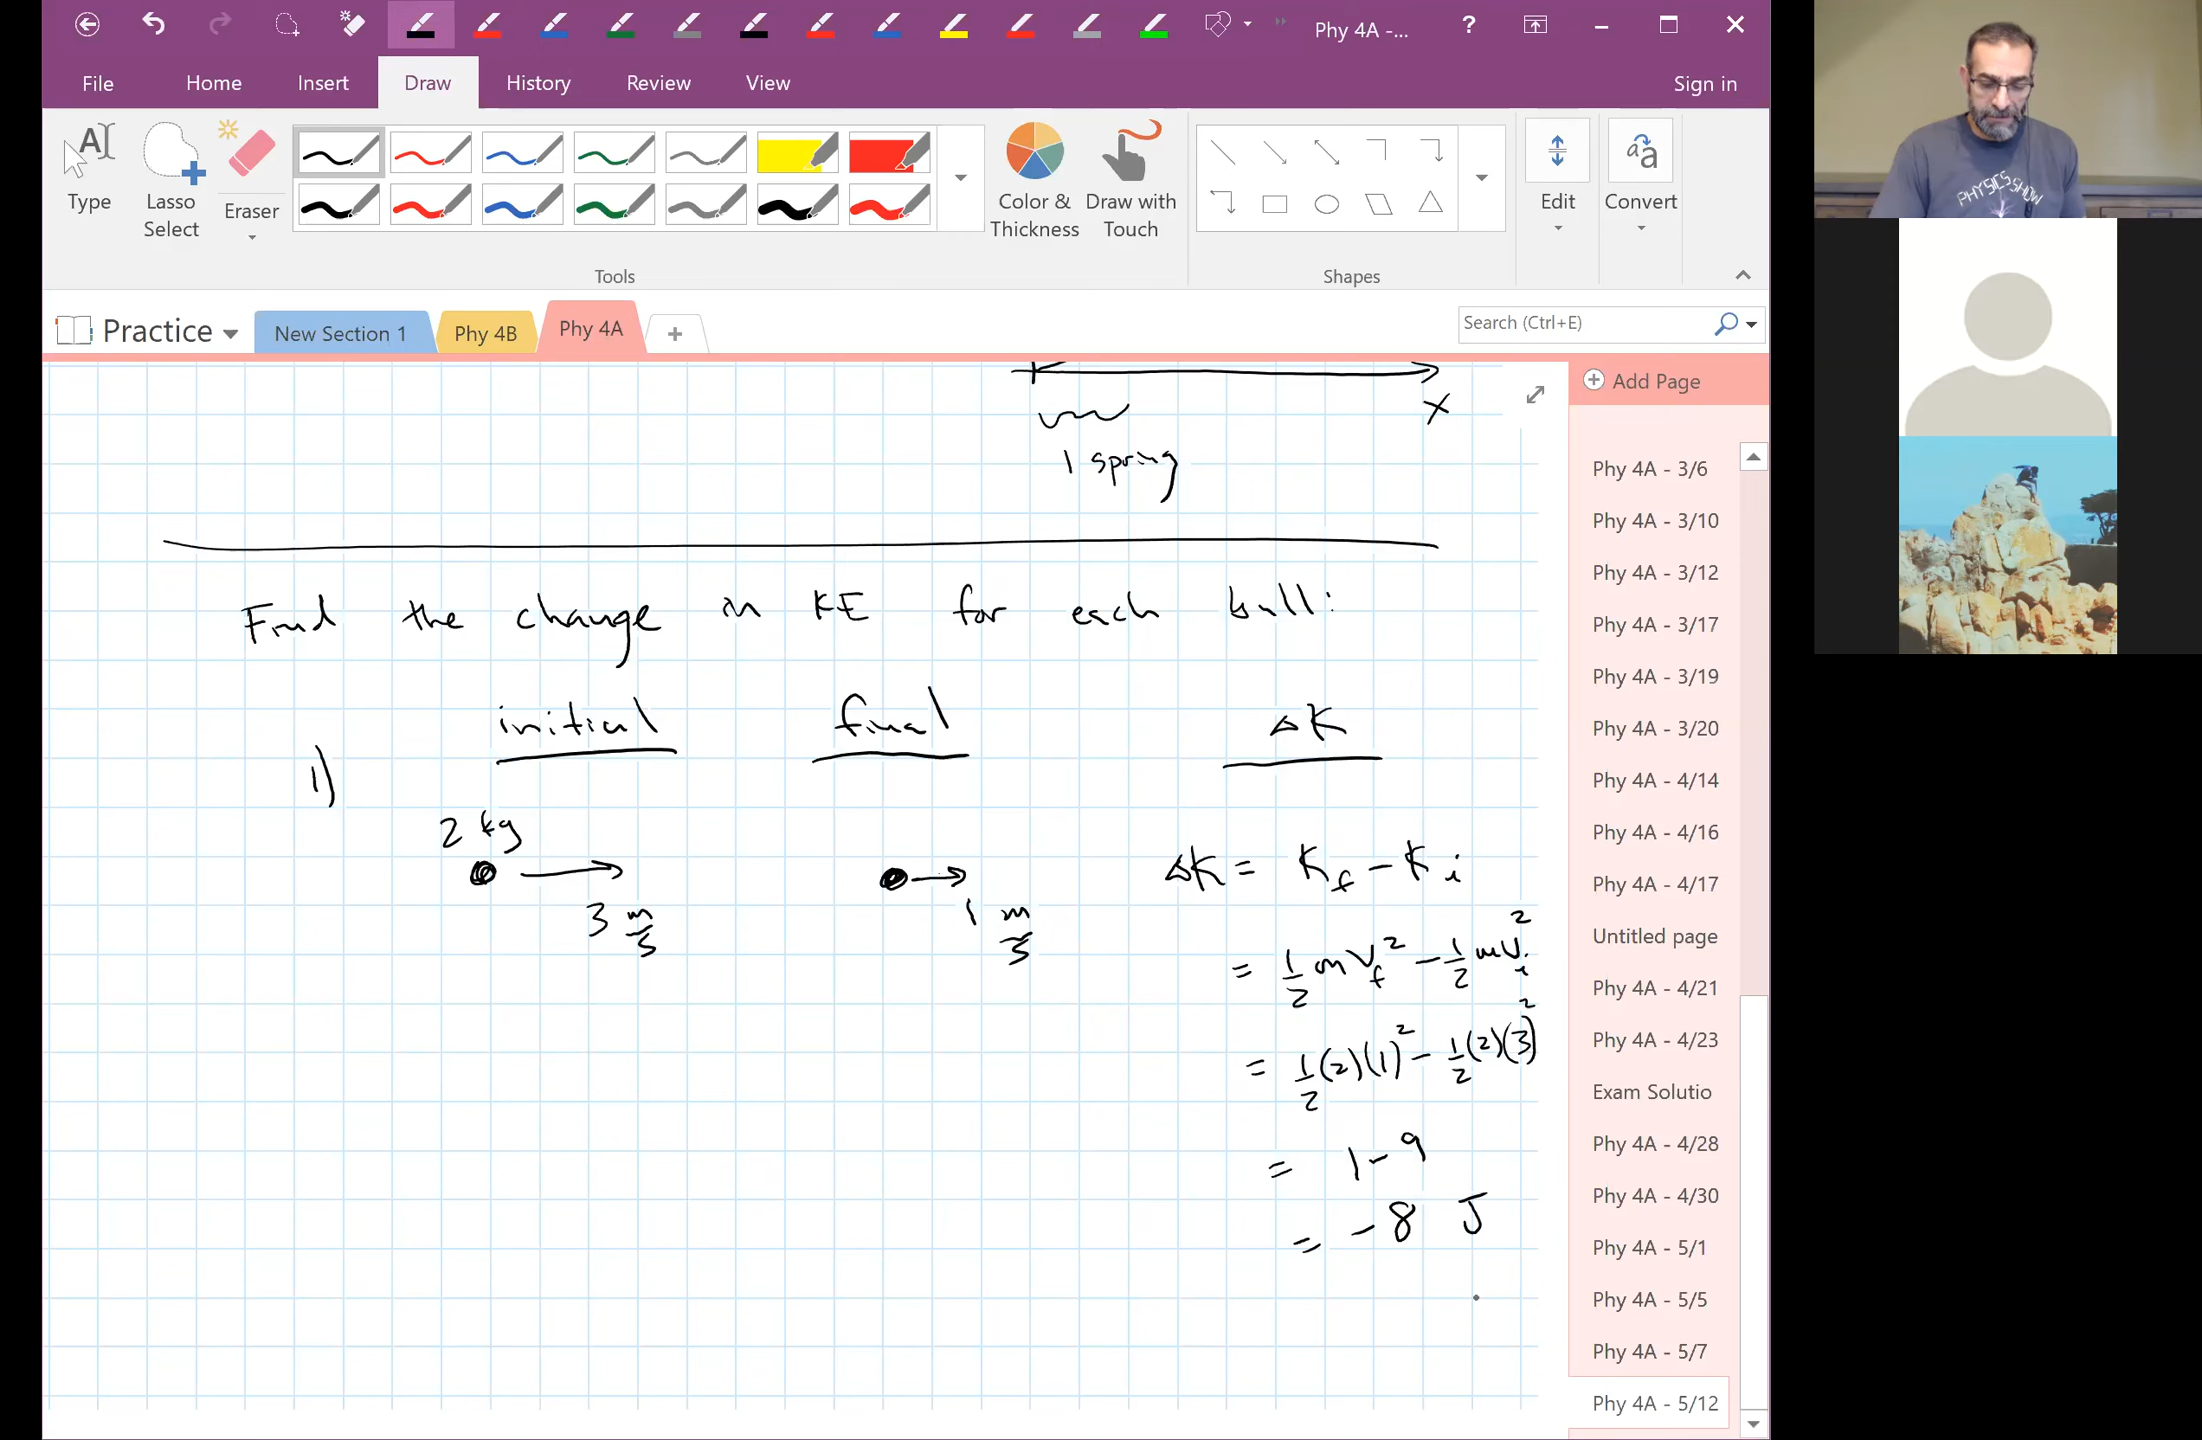 Phy 4A -...
?
File Home Insert Draw History Review View Sign in
Type
Lasso Select
Eraser
Color & Thickness
Draw with Touch
Edit
Convert
Tools
Shapes
Practice
New Section 1
Phy 4B
Phy 4A
+
Search (Ctrl+E)
Add Page
Phy 4A - 3/6
Phy 4A - 3/10
Phy 4A - 3/12
Phy 4A - 3/17
Phy 4A - 3/19
Phy 4A - 3/20
Phy 4A - 4/14
Phy 4A - 4/16
Phy 4A - 4/17
Untitled page
Phy 4A - 4/21
Phy 4A - 4/23
Exam Solutio
Phy 4A - 4/28
Phy 4A - 4/30
Phy 4A - 5/1
Phy 4A - 5/5
Phy 4A - 5/7
Phy 4A - 5/12
x
1 spring
Find the change in KE for each ball:
initial final ΔK
1)
2 kg
3 m/s
1 m/s
ΔK = K_f - K_i
= 1/2 m v_f² - 1/2 m v_i²
= 1/2 (2)(1)² - 1/2 (2)(3)²
= 1 - 9
= -8 J
PHYSICS SHOW